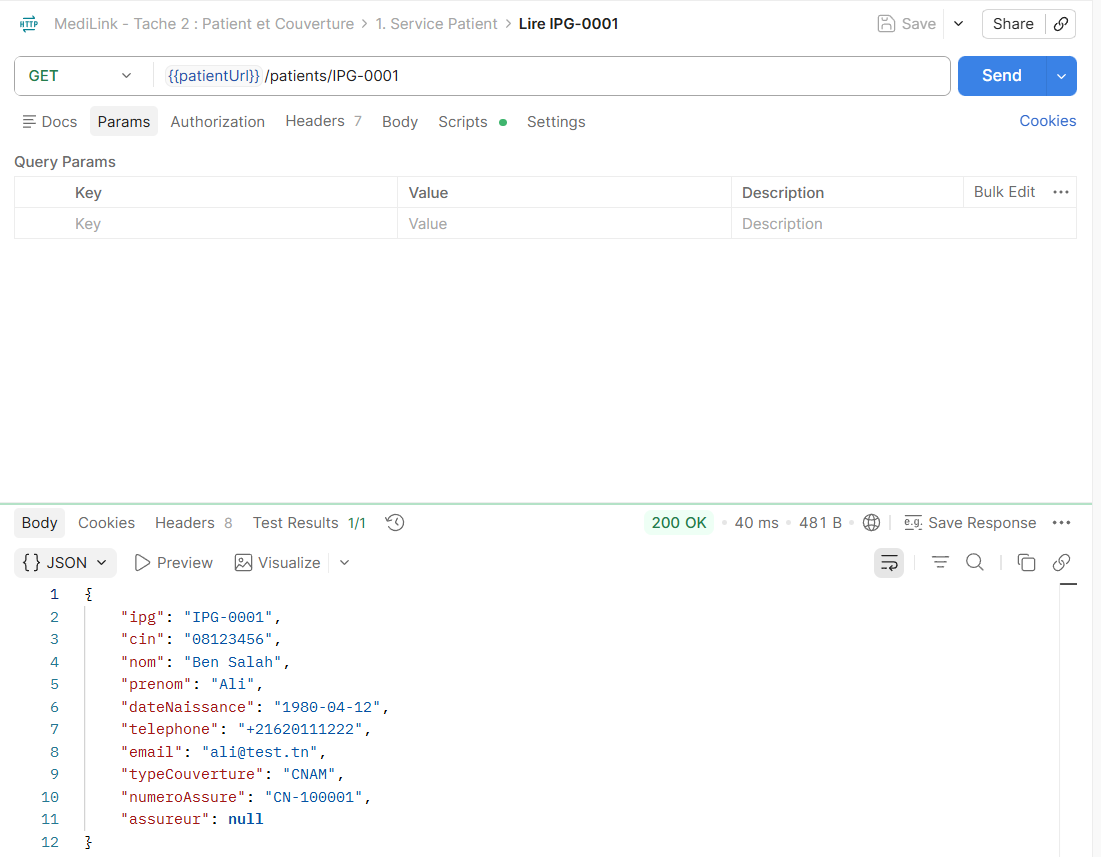 HTTP MediLink - Tache 2 : Patient et Couverture > 1. Service Patient > Lire IPG-0001 Save Share
GET {{patientUrl}} /patients/IPG-0001 Send
Docs Params Authorization Headers 7 Body Scripts Settings Cookies
Query Params
Key Value Description Bulk Edit ...
Key Value Description
Body Cookies Headers 8 Test Results 1/1 200 OK 40 ms 481 B e.g. Save Response ...
{} JSON Preview Visualize
1 {
2 "ipg": "IPG-0001",
3 "cin": "08123456",
4 "nom": "Ben Salah",
5 "prenom": "Ali",
6 "dateNaissance": "1980-04-12",
7 "telephone": "+21620111222",
8 "email": "ali@test.tn",
9 "typeCouverture": "CNAM",
10 "numeroAssure": "CN-100001",
11 "assureur": null
12 }